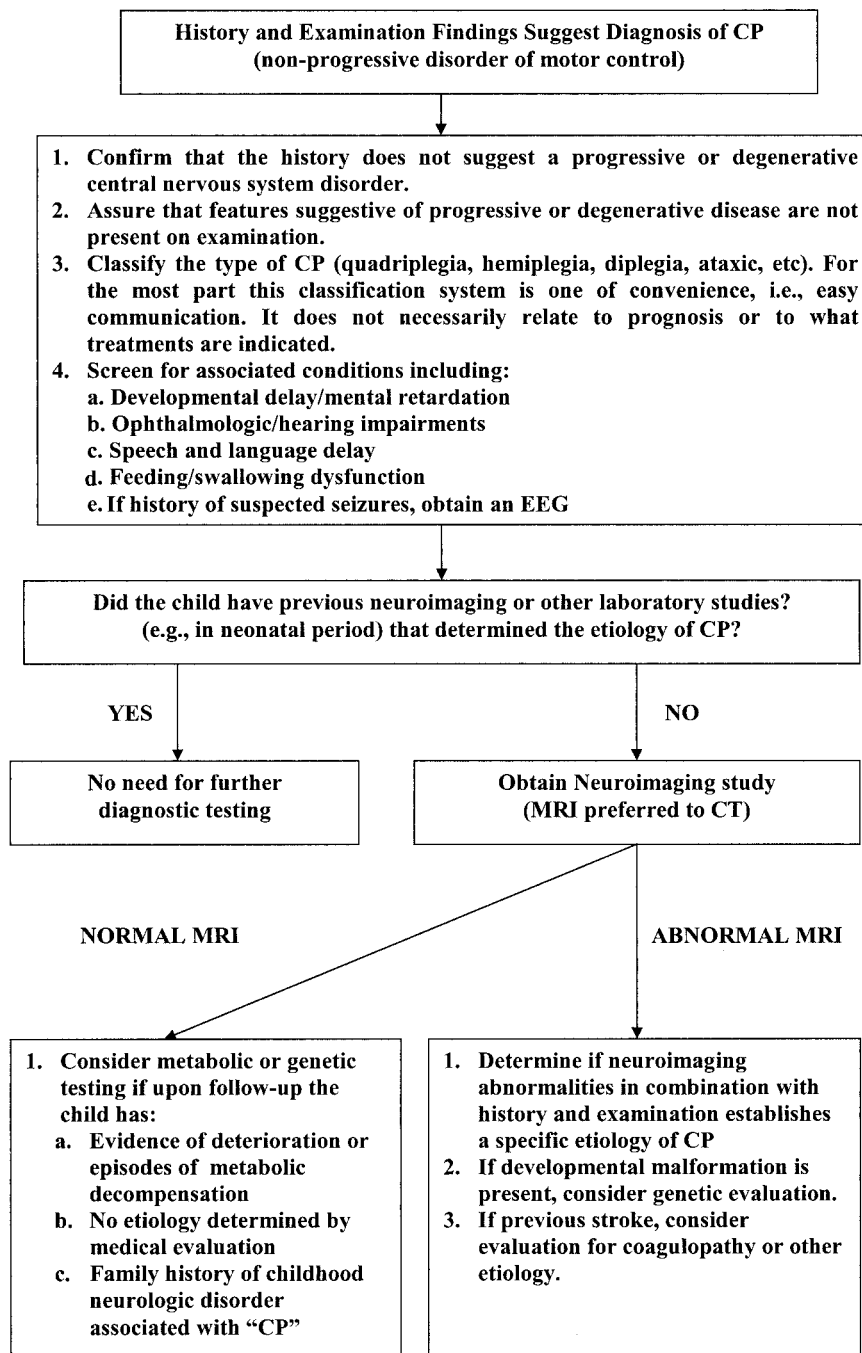 History and Examination Findings Suggest Diagnosis of CP
(non-progressive disorder of motor control)
1. Confirm that the history does not suggest a progressive or degenerative
central nervous system disorder.
2. Assure that features suggestive of progressive or degenerative disease are not
present on examination.
3. Classify the type of CP (quadriplegia, hemiplegia, diplegia, ataxic, etc). For
the most part this classification system is one of convenience, i.e., easy
communication. It does not necessarily relate to prognosis or to what
treatments are indicated.
4. Screen for associated conditions including:
a. Developmental delay/mental retardation
b. Ophthalmologic/hearing impairments
c. Speech and language delay
d. Feeding/swallowing dysfunction
e. If history of suspected seizures, obtain an EEG
Did the child have previous neuroimaging or other laboratory studies?
(e.g., in neonatal period) that determined the etiology of CP?
YES
NO
No need for further
diagnostic testing
Obtain Neuroimaging study
(MRI preferred to CT)
NORMAL MRI
ABNORMAL MRI
1. Consider metabolic or genetic
testing if upon follow-up the
child has:
a. Evidence of deterioration or
episodes of metabolic
decompensation
b. No etiology determined by
medical evaluation
c. Family history of childhood
neurologic disorder
associated with “CP”
1. Determine if neuroimaging
abnormalities in combination with
history and examination establishes
a specific etiology of CP
2. If developmental malformation is
present, consider genetic evaluation.
3. If previous stroke, consider
evaluation for coagulopathy or other
etiology.